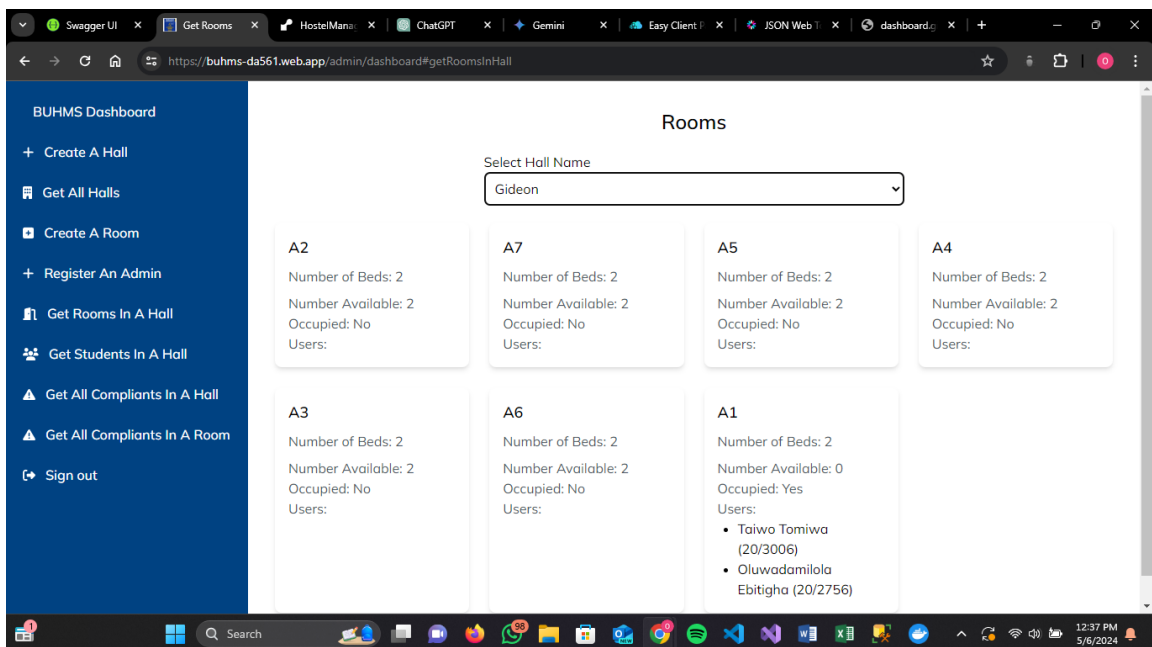 Swagger UI
Get Rooms
HostelMana
ChatGPT
Gemini
Easy Client P
JSON Web T
dashboard.g
https://buhms-da561.web.app/admin/dashboard#getRoomsInHall
O
BUHMS Dashboard
Create A Hall
Get All Halls
Create A Room
Register An Admin
Get Rooms In A Hall
Get Students In A Hall
Get All Compliants In A Hall
Get All Compliants In A Room
Sign out
Rooms
Select Hall Name
Gideon
A2
Number of Beds: 2
Number Available: 2
Occupied: No
Users:
A7
Number of Beds: 2
Number Available: 2
Occupied: No
Users:
A5
Number of Beds: 2
Number Available: 2
Occupied: No
Users:
A4
Number of Beds: 2
Number Available: 2
Occupied: No
Users:
A3
Number of Beds: 2
Number Available: 2
Occupied: No
Users:
A6
Number of Beds: 2
Number Available: 2
Occupied: No
Users:
A1
Number of Beds: 2
Number Available: 0
Occupied: Yes
Users:
• Taiwo Tomiwa
(20/3006)
• Oluwadamilola
Ebitigha (20/2756)
1
Search
98
12:37 PM
5/6/2024